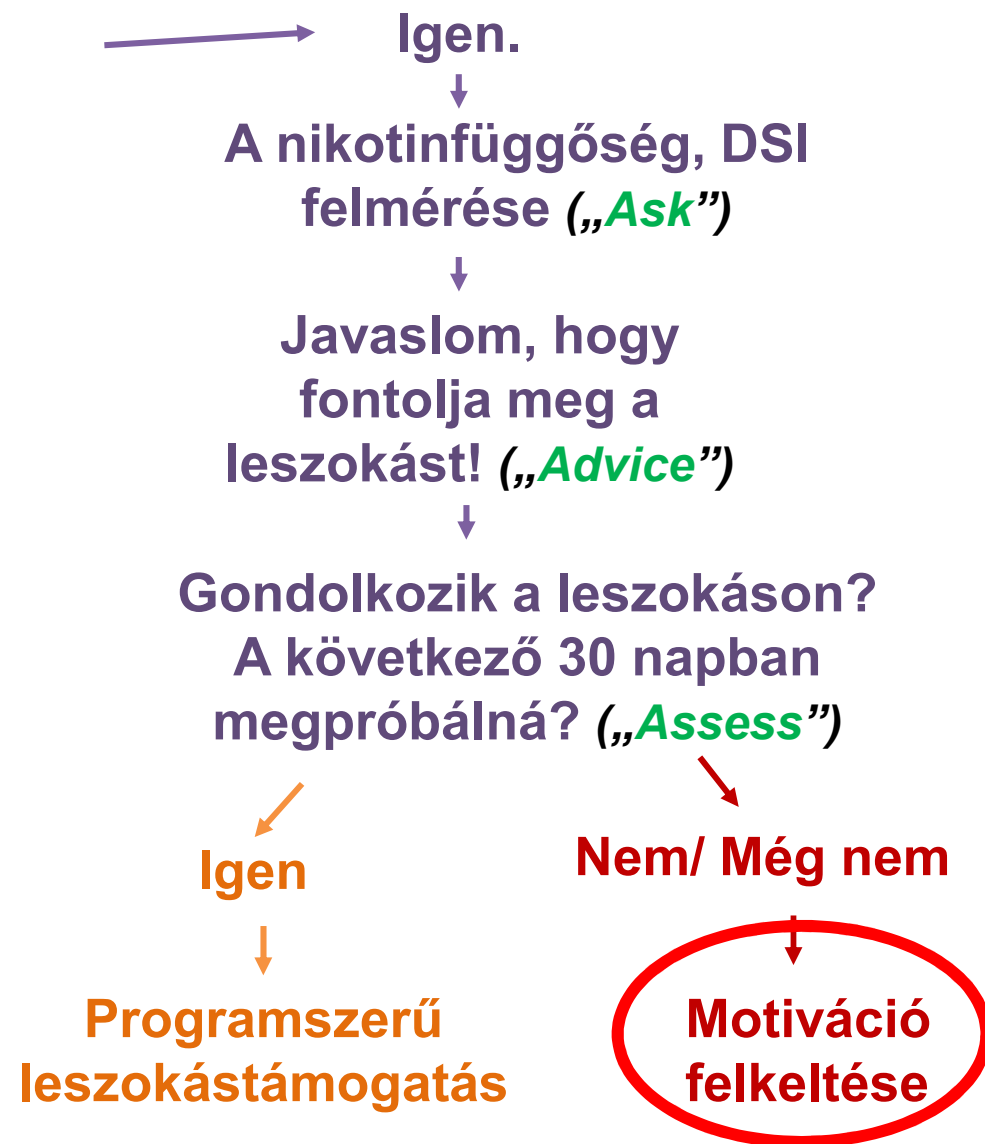 Igen.
A nikotinfüggőség, DSI
felmérése („Ask”)
Javaslom, hogy
fontolja meg a
leszokást! („Advice”)
Gondolkozik a leszokáson?
A következő 30 napban
megpróbálná? („Assess”)
Igen
Nem/ Még nem
Programszerű
leszokástámogatás
Motiváció
felkeltése